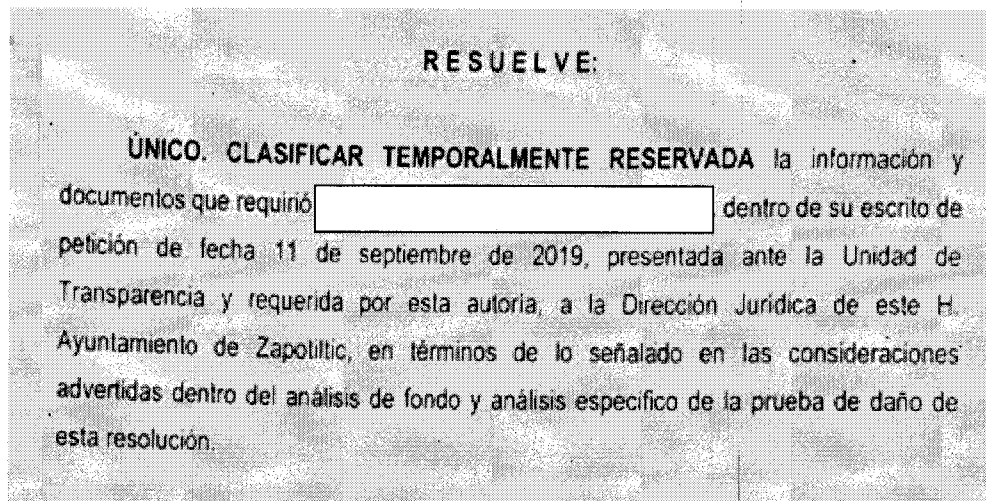 RESUELVE:
ÚNICO. CLASIFICAR TEMPORALMENTE RESERVADA la información y
documentos que requirió , dentro de su escrito de
petición de fecha 11 de septiembre de 2019, presentada ante la Unidad de
Transparencia y requerida por esta autoria, a la Dirección Jurídica de este H.
Ayuntamiento de Zapotiltic, en términos de lo señalado en las consideraciones
advertidas dentro del análisis de fondo y análisis específico de la prueba de daño de
esta resolución.